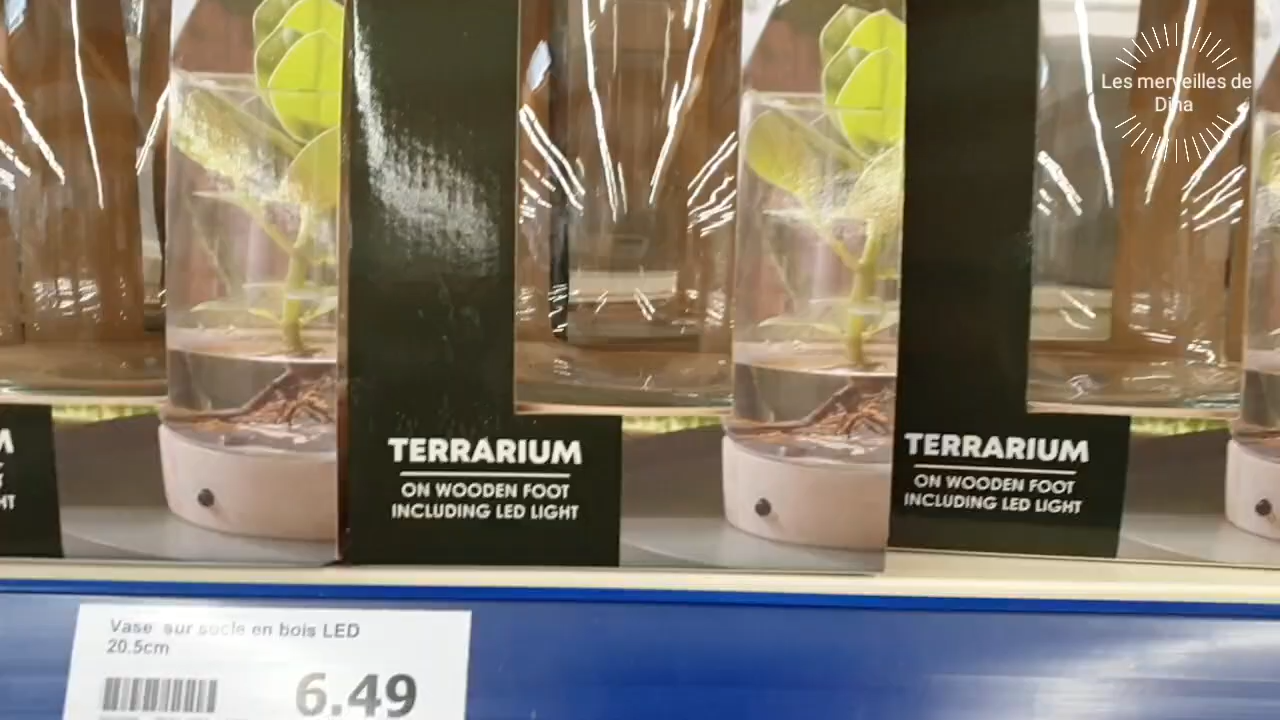 Les merveilles de
Diha
TERRARIUM
ON WOODEN FOOT
INCLUDING LED LIGHT
TERRARIUM
ON WOODEN FOOT
INCLUDING LED LIGHT
Vase sur socle en bois LED
20.5cm
6.49